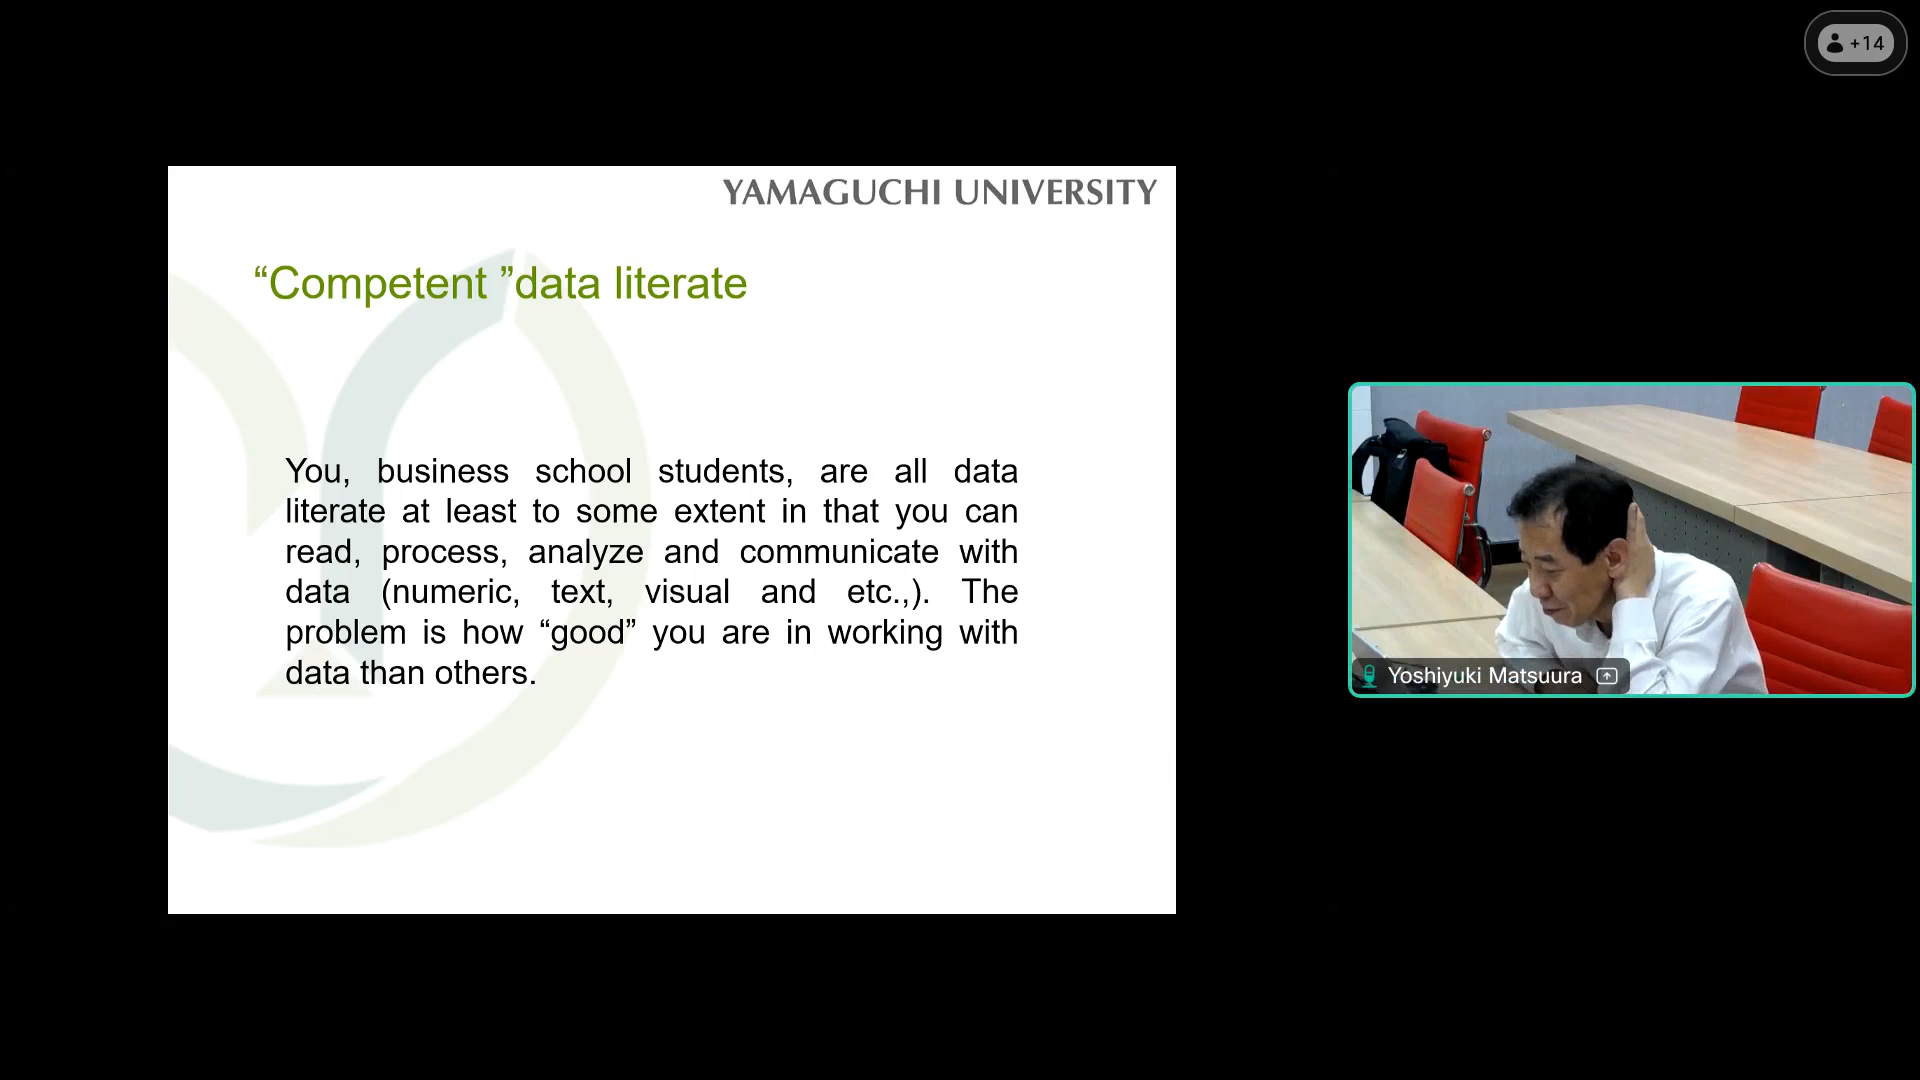 +14
YAMAGUCHI UNIVERSITY
“Competent ”data literate
You, business school students, are all data
literate at least to some extent in that you can
read, process, analyze and communicate with
data (numeric, text, visual and etc.,). The
problem is how “good” you are in working with
data than others.
Yoshiyuki Matsuura